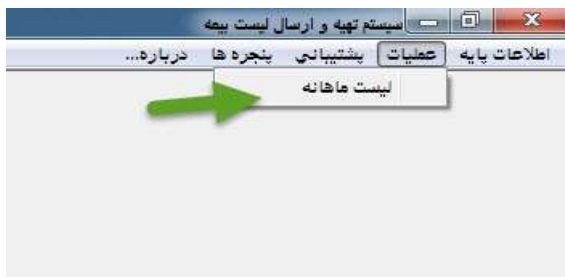 سیستم تهیه و ارسال لیست بیمه
اطلاعات پایه عملیات پشتیبانی پنجره ها درباره...
لیست ماهانه